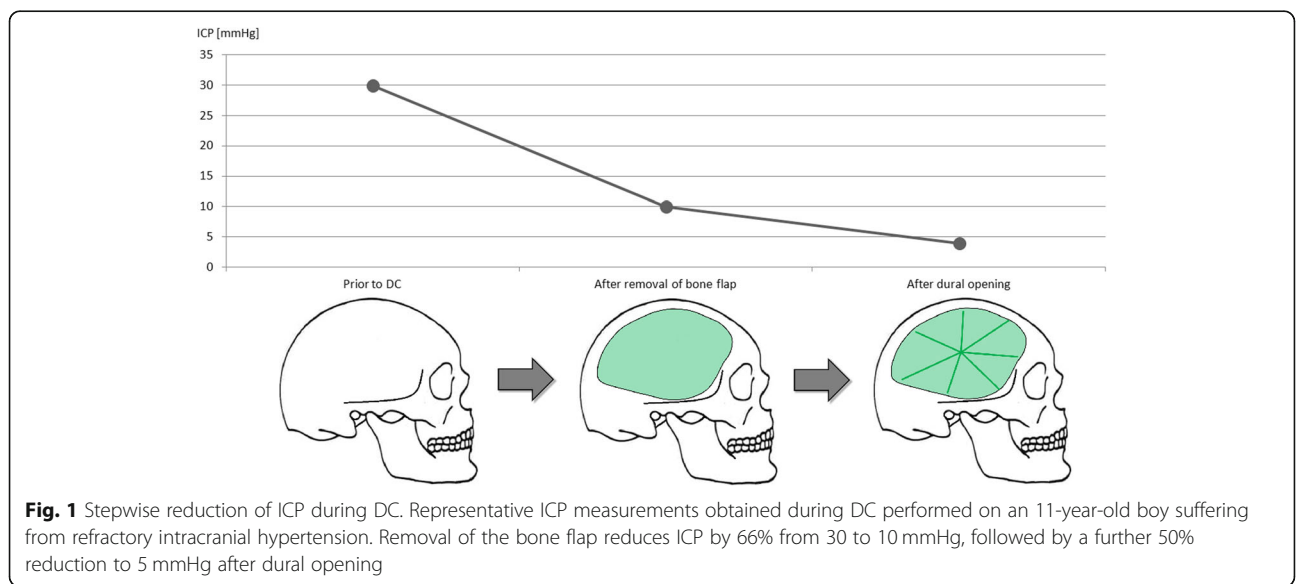 ICP [mmHg]
35
30
25
20
15
10
5
0
Prior to DC After removal of bone flap After dural opening
Fig. 1 Stepwise reduction of ICP during DC. Representative ICP measurements obtained during DC performed on an 11-year-old boy suffering
from refractory intracranial hypertension. Removal of the bone flap reduces ICP by 66% from 30 to 10 mmHg, followed by a further 50%
reduction to 5 mmHg after dural opening